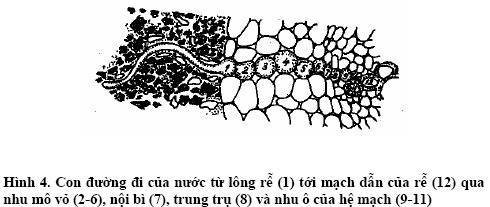 Hình 4. Con đường đi của nước từ lông rễ (1) tới mạch dẫn của rễ (12) qua
nhu mô vỏ (2-6), nội bì (7), trung trụ (8) và nhu ô của hệ mạch (9-11)